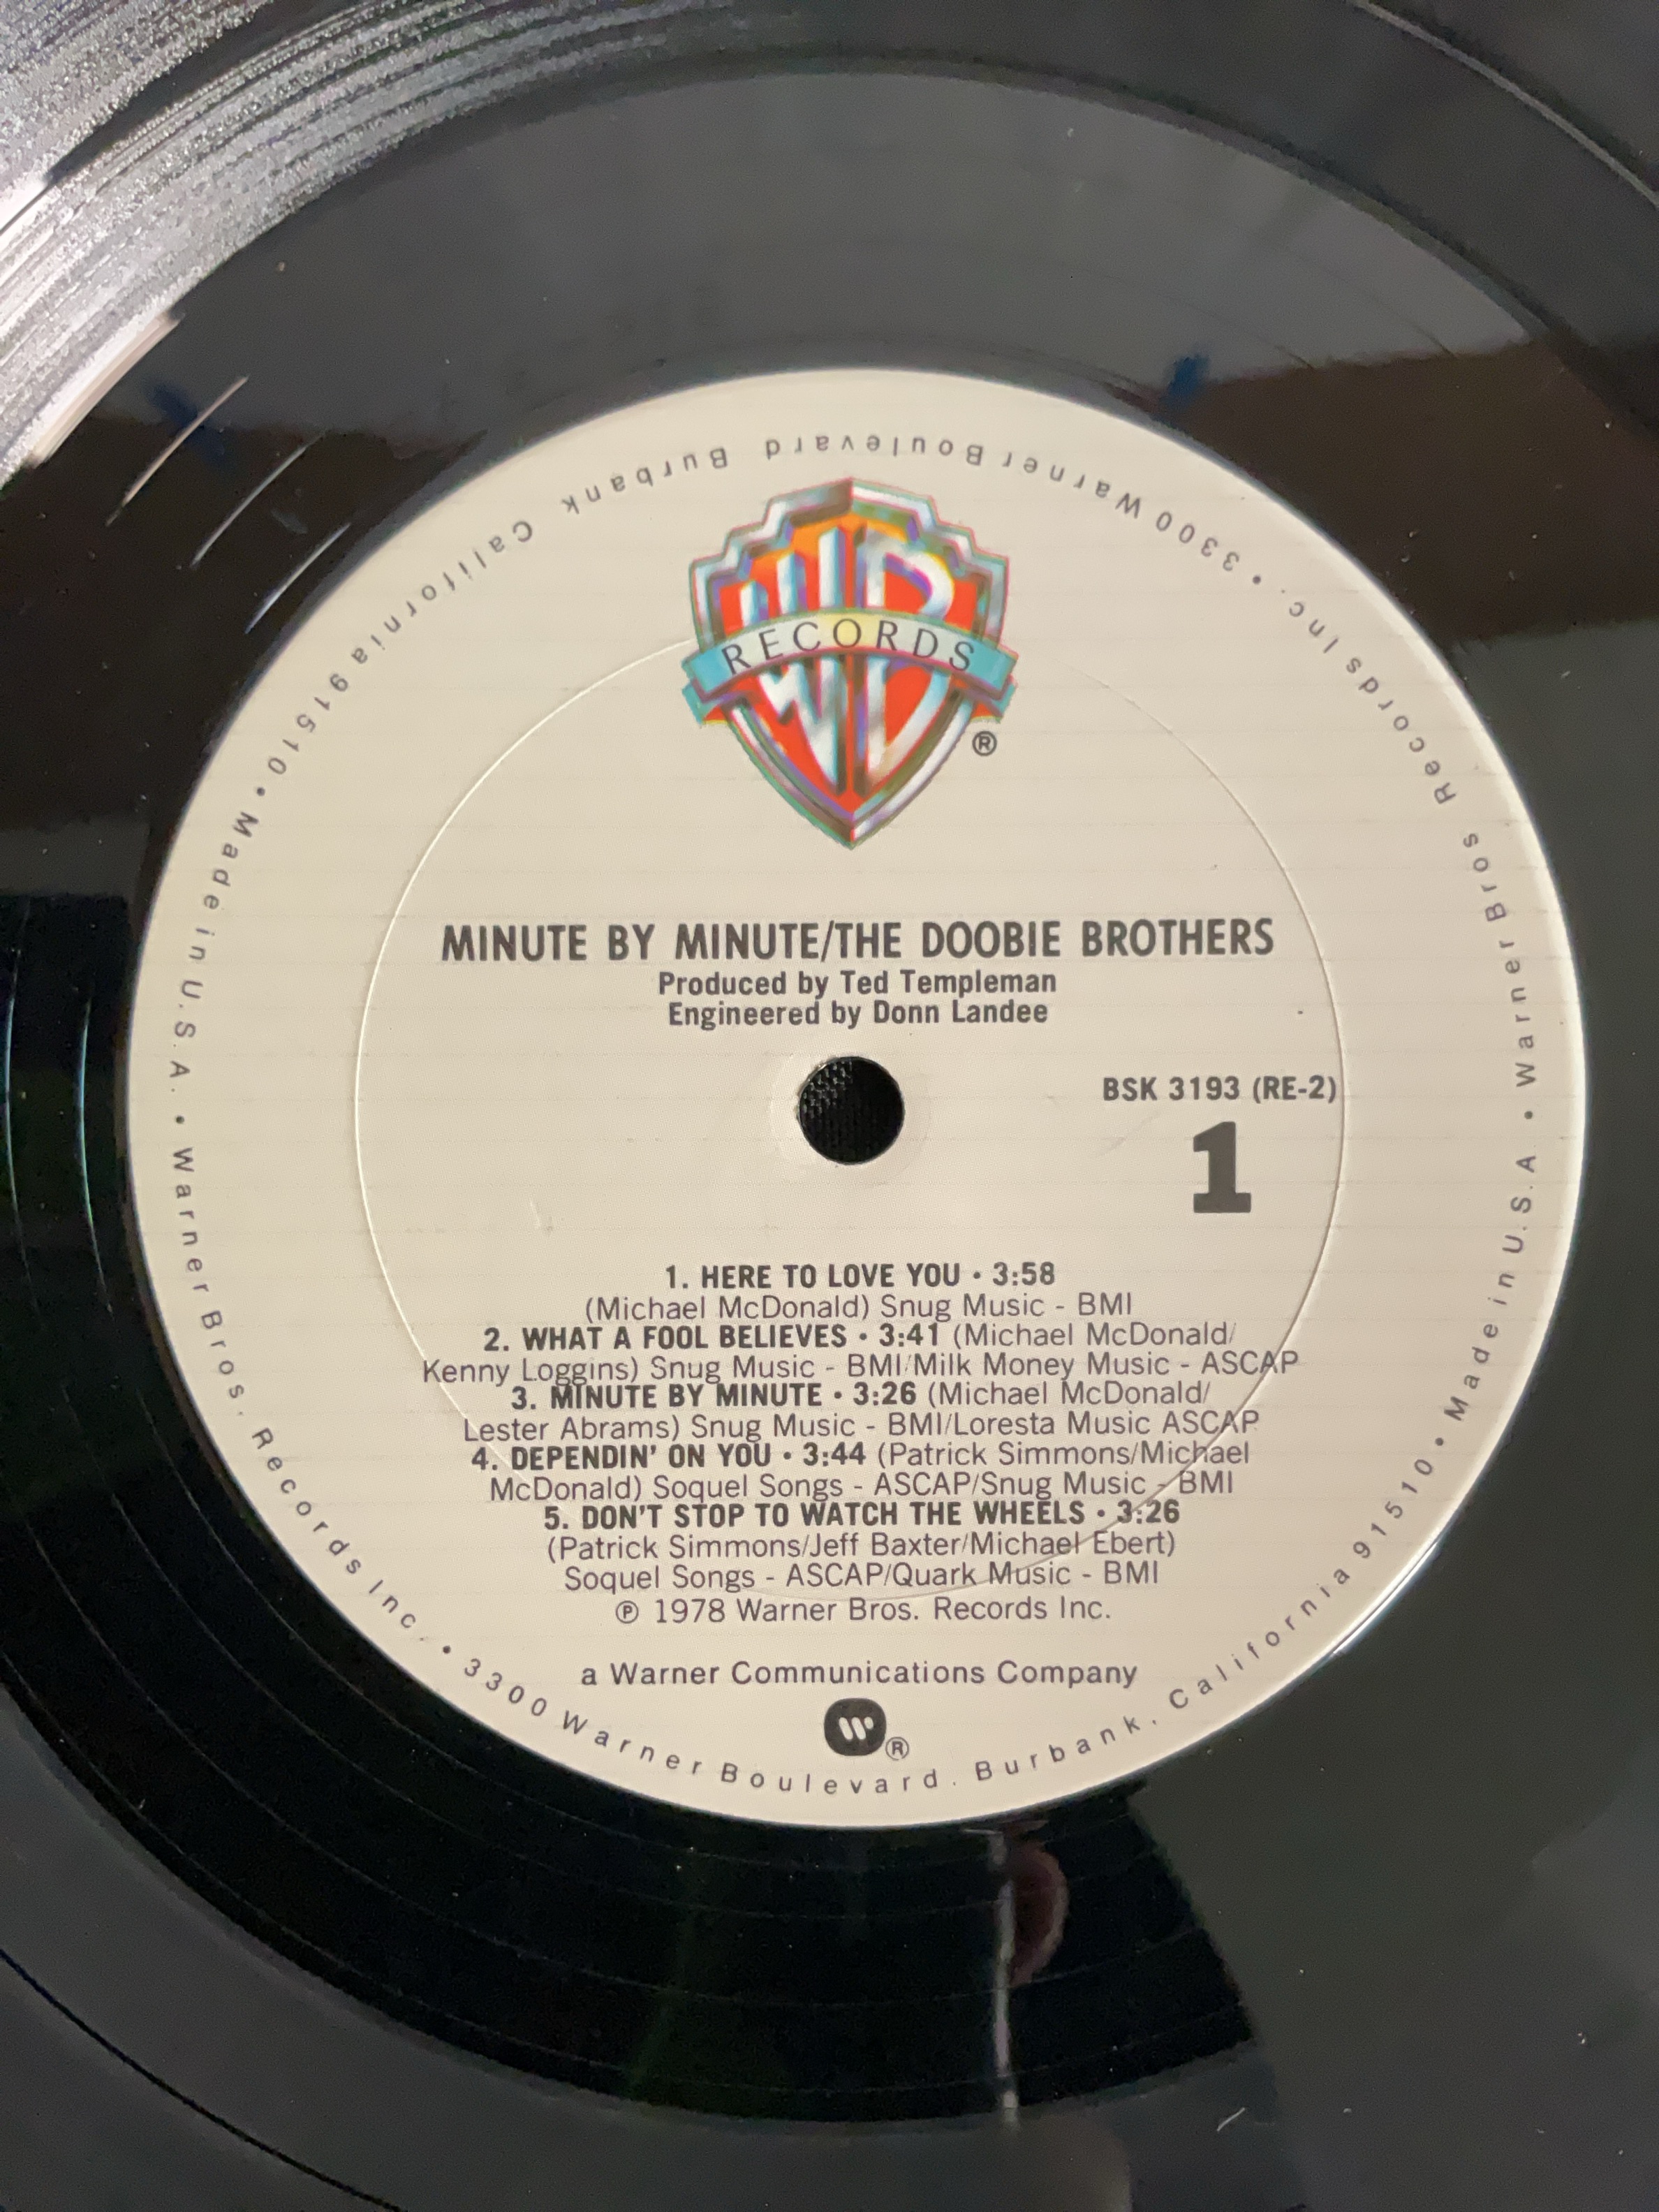 WB
RECORDS
®
MINUTE BY MINUTE/THE DOOBIE BROTHERS
Produced by Ted Templeman
Engineered by Donn Landee
BSK 3193 (RE-2)
1
1. HERE TO LOVE YOU • 3:58
(Michael McDonald) Snug Music - BMI
2. WHAT A FOOL BELIEVES • 3:41 (Michael McDonald/
Kenny Loggins) Snug Music - BMI/Milk Money Music - ASCAP
3. MINUTE BY MINUTE • 3:26 (Michael McDonald/
Lester Abrams) Snug Music - BMI/Loresta Music ASCAP
4. DEPENDIN' ON YOU • 3:44 (Patrick Simmons/Michael
McDonald) Soquel Songs - ASCAP/Snug Music - BMI
5. DON'T STOP TO WATCH THE WHEELS • 3:26
(Patrick Simmons/Jeff Baxter/Michael Ebert)
Soquel Songs - ASCAP/Quark Music - BMI
℗ 1978 Warner Bros. Records Inc.
a Warner Communications Company
W ®
Warner Bros. Records Inc. • 3300 Warner Boulevard. Burbank, California 91510 • Made in U.S.A. • Warner Bros Records Inc. • 3300 Warner Boulevard Burbank California 91510 • Made in U.S.A. •